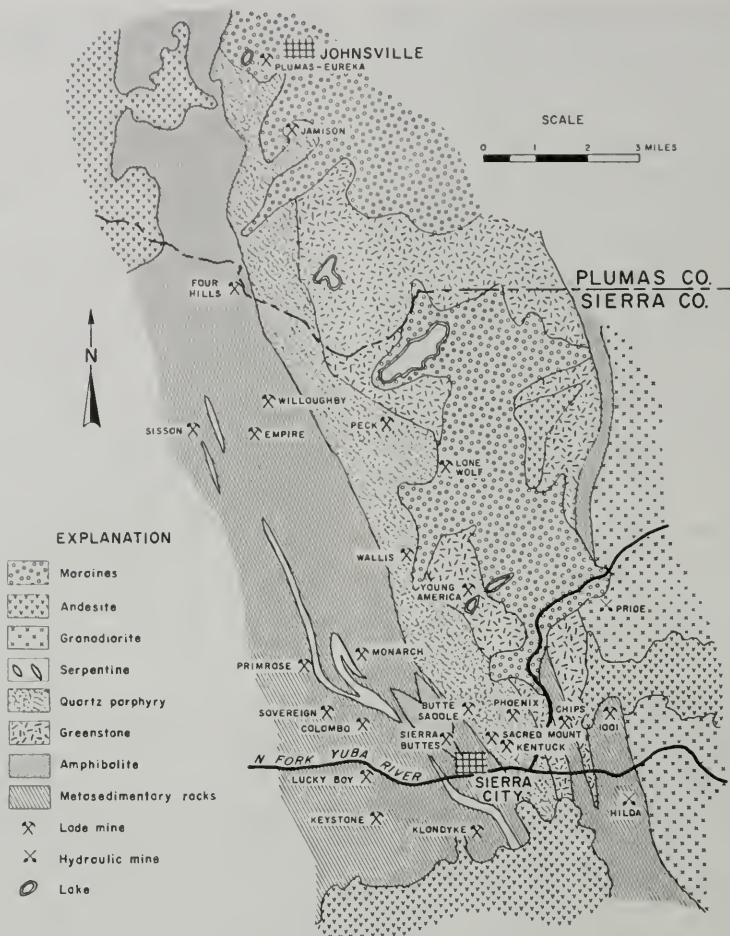 JOHNSVILLE
PLUMAS-EUREKA
JAMISON
SCALE
0 1 2 3 MILES
PLUMAS CO.
SIERRA CO.
FOUR
HILLS
N
WILLOUGHBY
SISSON
EMPIRE
PECK
LONE
WOLF
WALLIS
YOUNG
AMERICA
PRIDE
MONARCH
PRIMROSE
SOVEREIGN
COLOMBO
BUTTE
SADDLE
PHOENIX
CHIPS
1001
SIERRA
BUTTES
SACRED MOUNT
KENTUCK
N FORK YUBA RIVER
LUCKY BOY
SIERRA
CITY
HILDA
KEYSTONE
KLONDYKE
EXPLANATION
Moraines
Andesite
Granodiorite
Serpentine
Quartz porphyry
Greenstone
Amphibolite
Metasedimentary rocks
Lode mine
Hydraulic mine
Lake